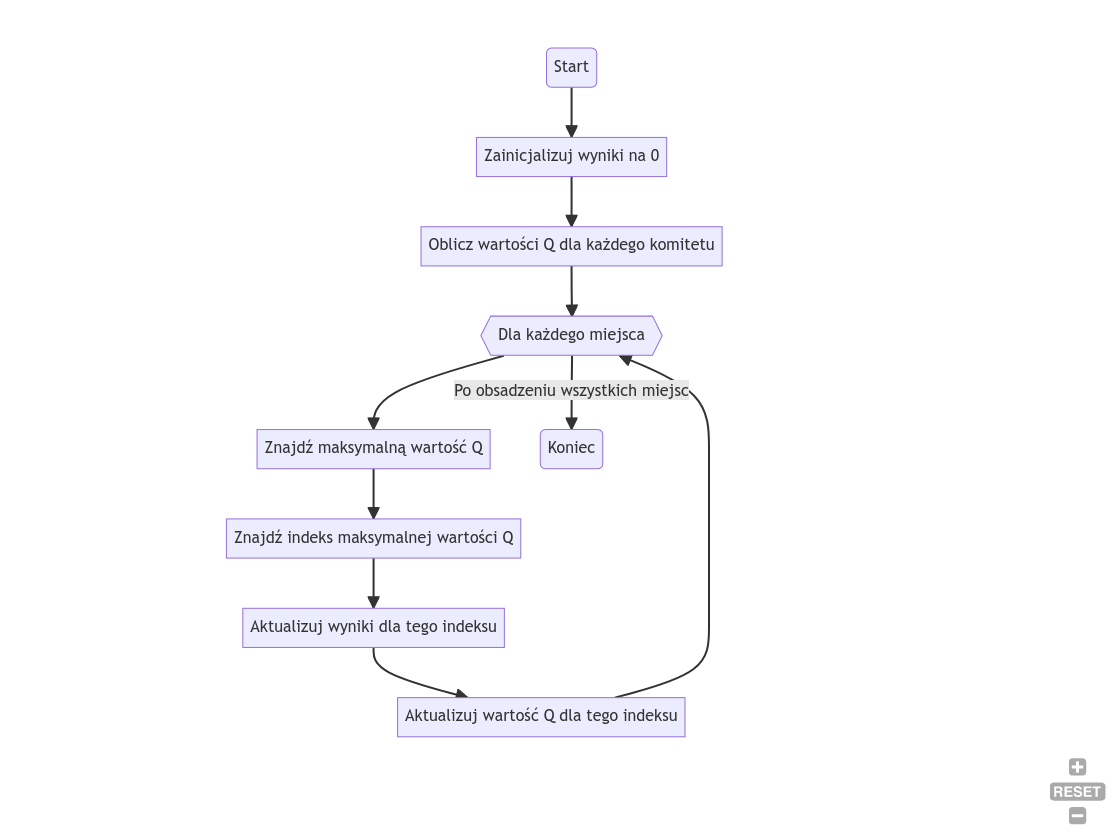 Start
Zainicjalizuj wyniki na 0
Oblicz wartości Q dla każdego komitetu
Dla każdego miejsca
Po obsadzeniu wszystkich miejsc
Znajdź maksymalną wartość Q
Koniec
Znajdź indeks maksymalnej wartości Q
Aktualizuj wyniki dla tego indeksu
Aktualizuj wartość Q dla tego indeksu
RESET